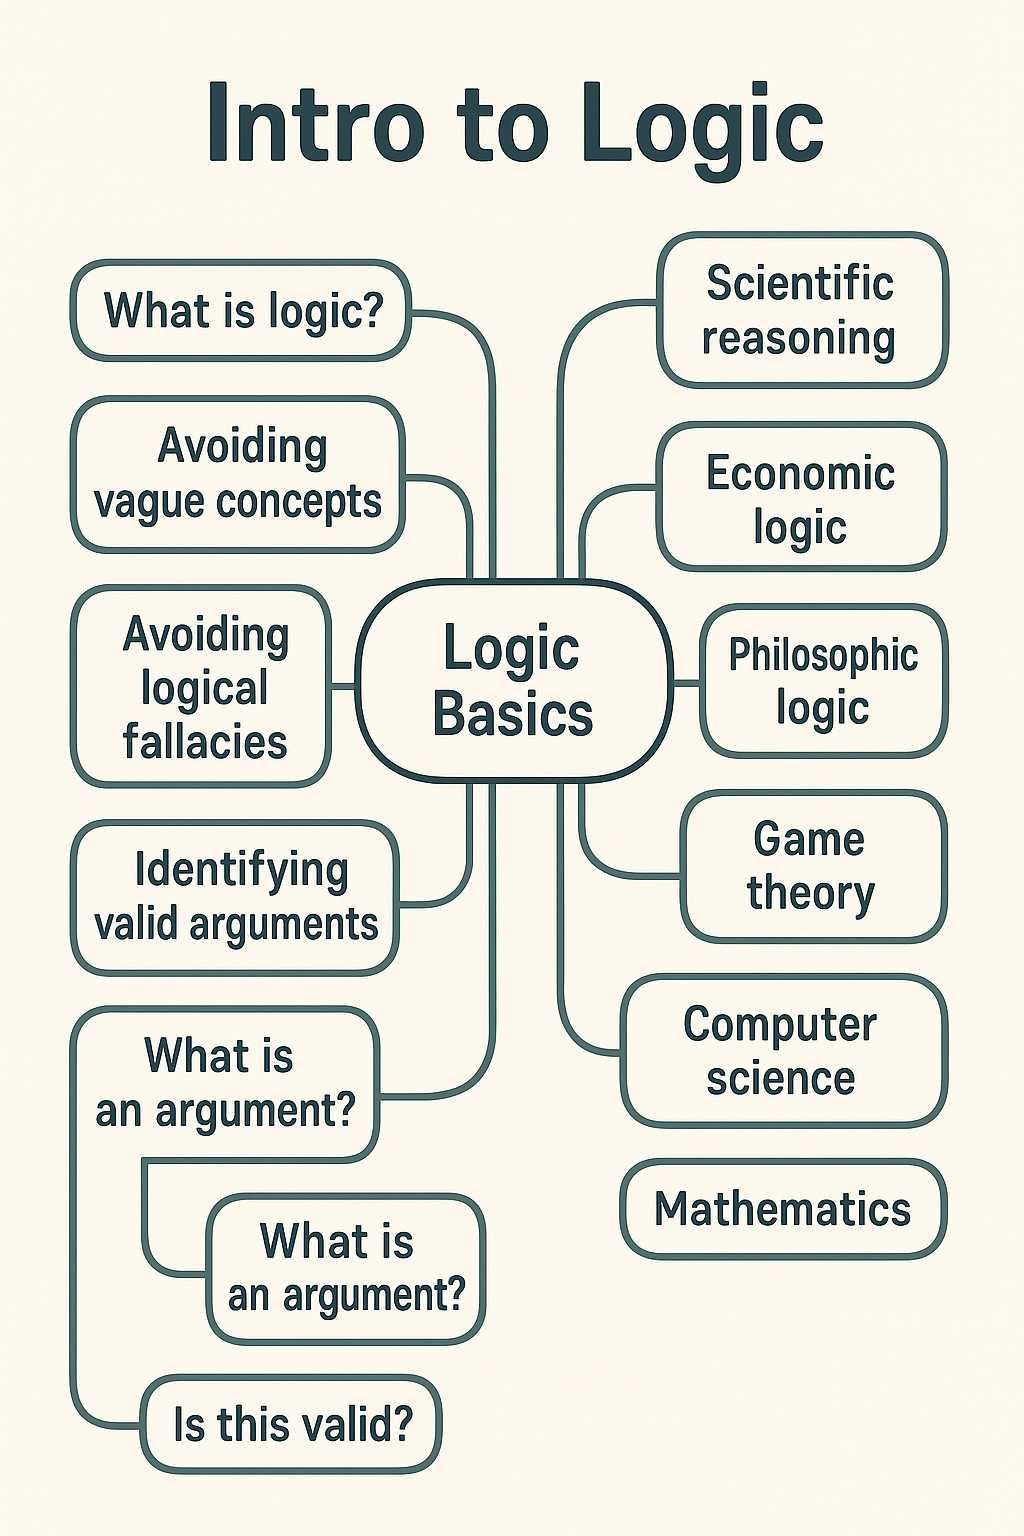 Intro to Logic
What is logic?
Avoiding
vague concepts
Avoiding
logical
fallacies
Identifying
valid arguments
What is
an argument?
What is
an argument?
Is this valid?
Logic
Basics
Scientific
reasoning
Economic
logic
Philosophic
logic
Game
theory
Computer
science
Mathematics